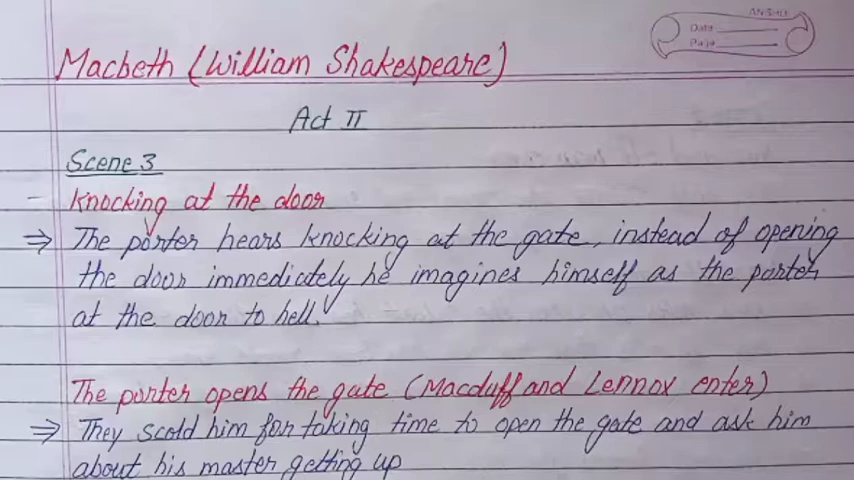 ANSHU
Date
Page
Macbeth (William Shakespeare)
Act II
Scene 3
- Knocking at the door
⇒ The porter hears knocking at the gate, instead of opening
the door immediately he imagines himself as the porter
at the door to hell.
The porter opens the gate (Macduff and Lennox enter)
⇒ They scold him for taking time to open the gate and ask him
about his master getting up